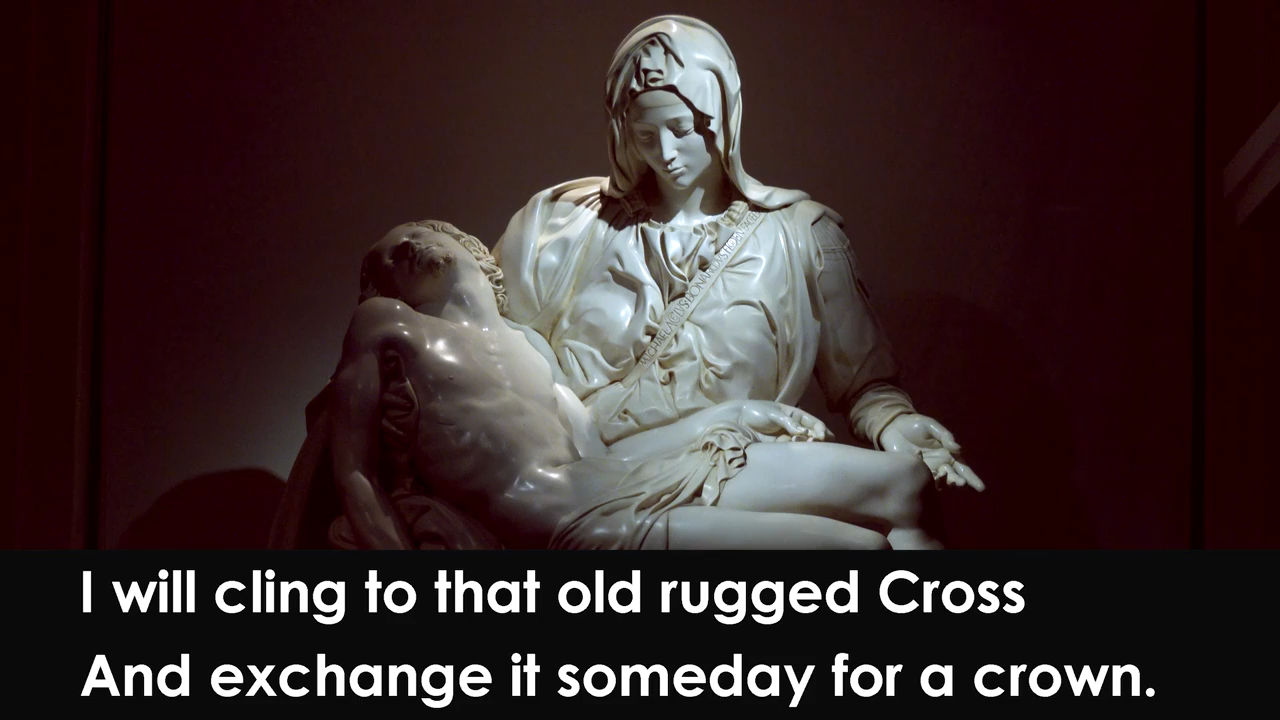 I will cling to that old rugged Cross
And exchange it someday for a crown.